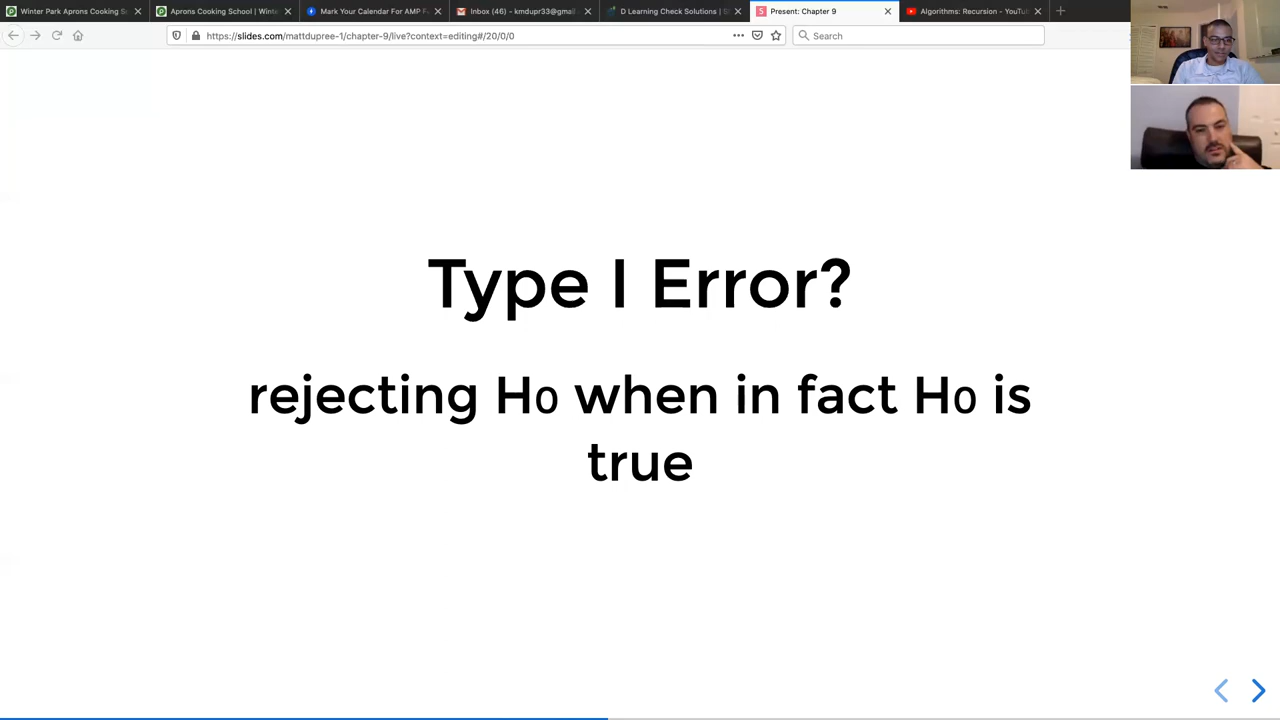 Winter Park Aprons Cooking S
Aprons Cooking School | Winte
Mark Your Calendar For AMP F
Inbox (46) - kmdupr33@gmail
D Learning Check Solutions | S
Present: Chapter 9
Algorithms: Recursion - YouTu
https://slides.com/mattdupree-1/chapter-9/live?context=editing#/20/0/0
Search
Type I Error?
rejecting H0 when in fact H0 is
true